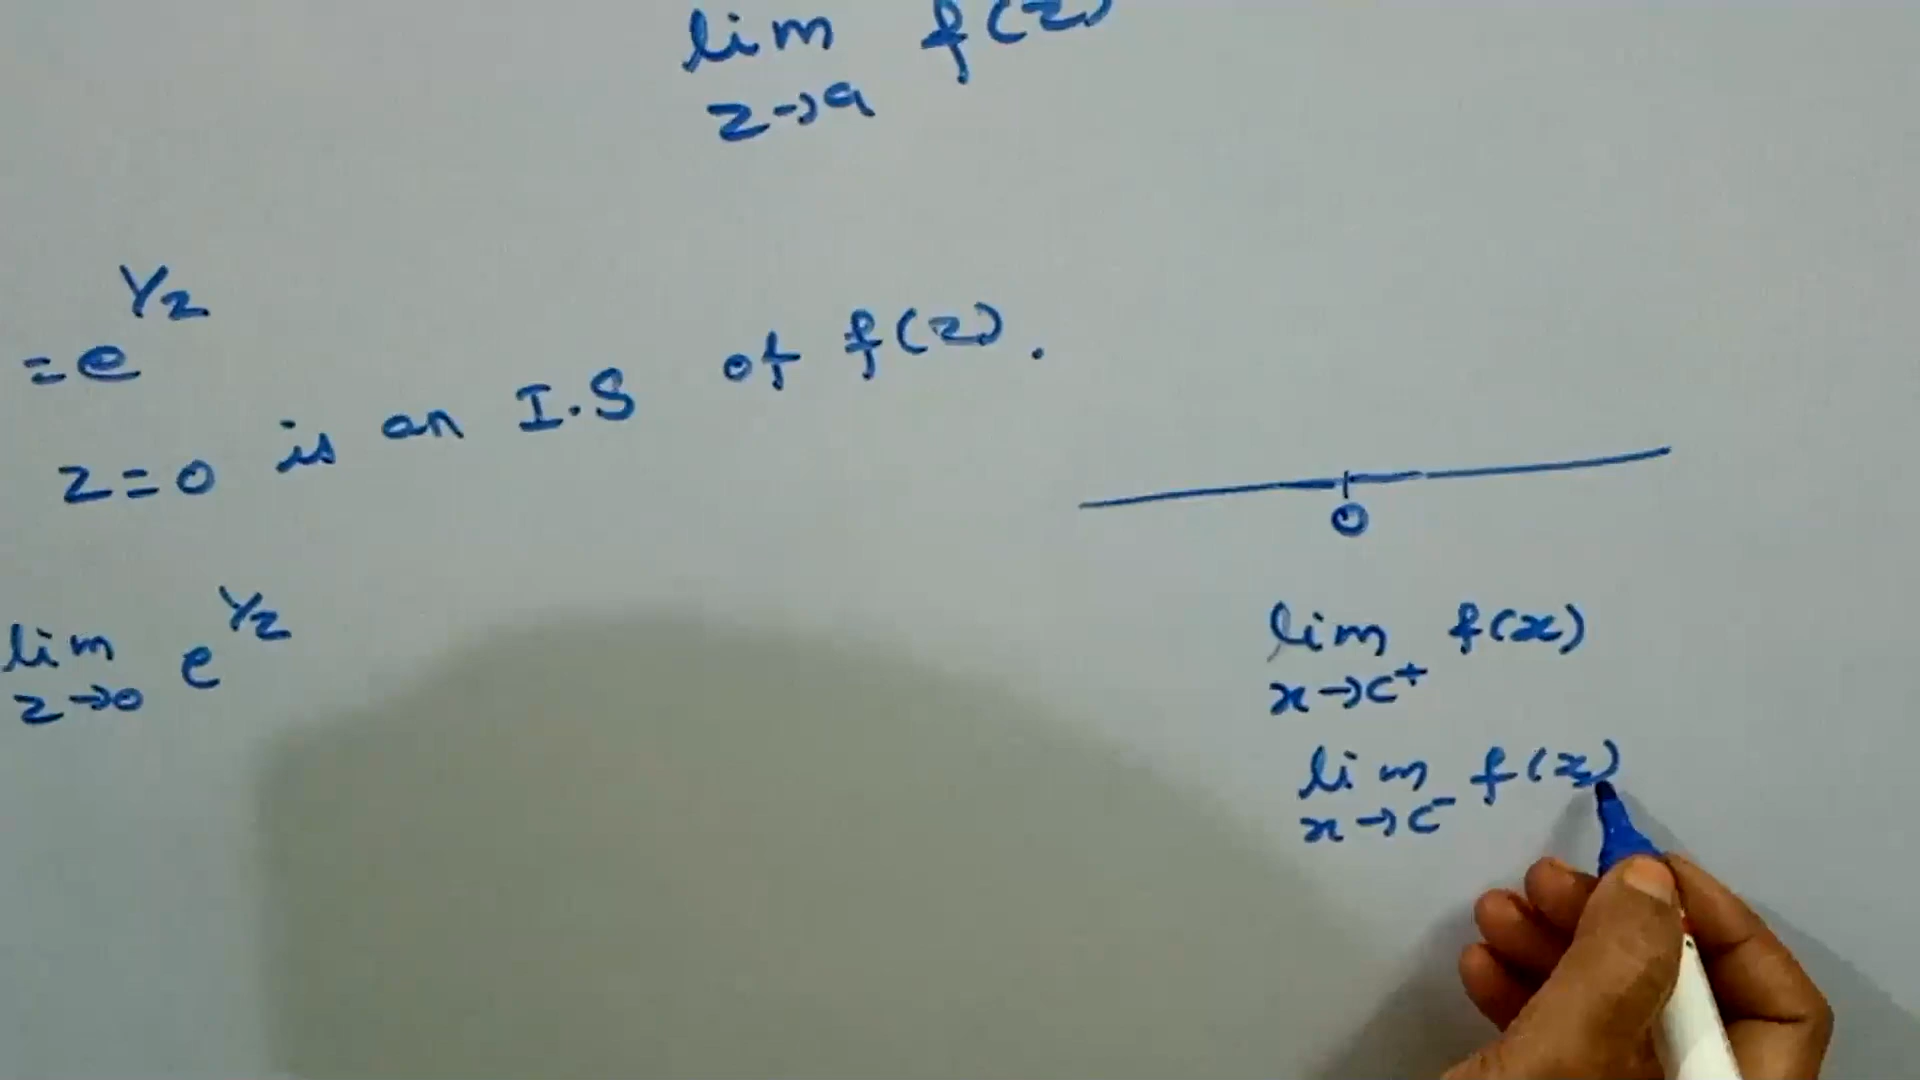 lim f(z)
z→a
= e^1/z
z=0 is an I.S of f(z).
0
lim e^1/z
z→0
lim f(x)
x→c+
lim f(x)
x→c-